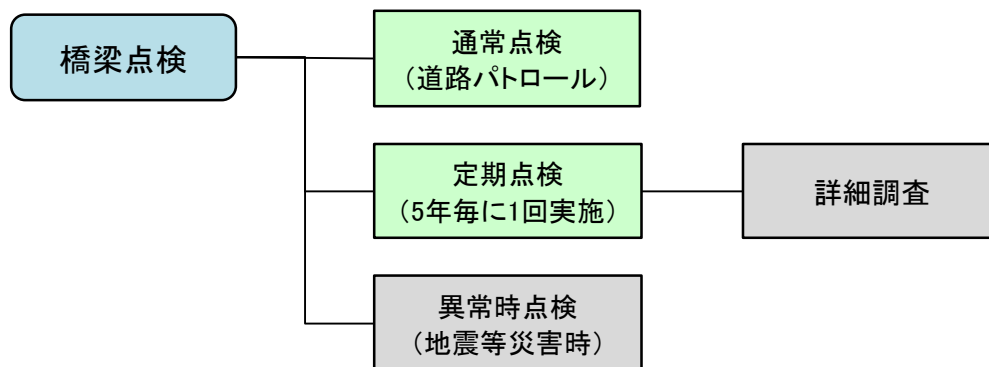 橋梁点検
通常点検
（道路パトロール）
定期点検
（5年毎に1回実施）
詳細調査
異常時点検
（地震等災害時）